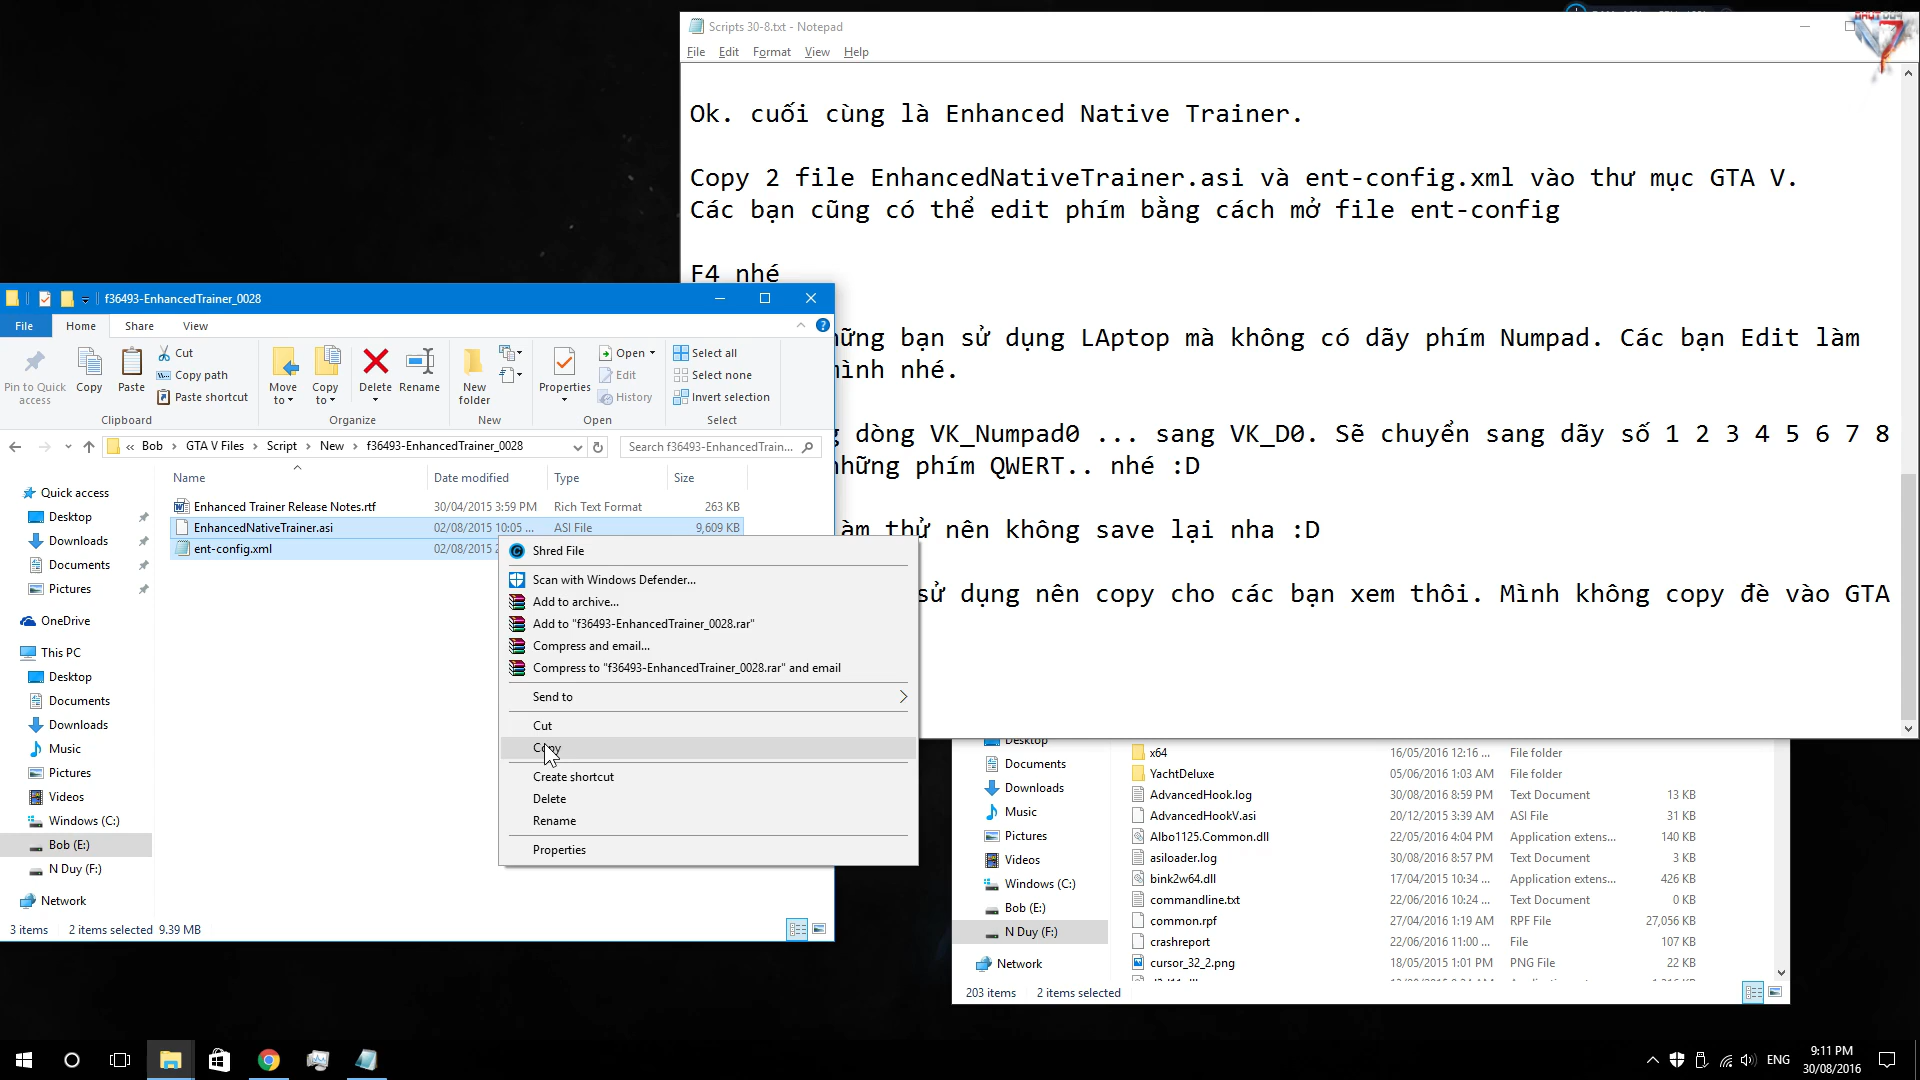 Scripts 30-8.txt - Notepad
File Edit Format View Help
Ok. cuối cùng là Enhanced Native Trainer.
Copy 2 file EnhancedNativeTrainer.asi và ent-config.xml vào thư mục GTA V.
Các bạn cũng có thể edit phím bằng cách mở file ent-config
F4 nhé
bạn sử dụng LAptop mà không có dãy phím Numpad. Các bạn Edit làm
nhé.
dòng VK_Numpad0 ... sang VK_D0. Sẽ chuyển sang dãy số 1 2 3 4 5 6 7 8
những phím QWERT.. nhé :D
thử nên không save lại nha :D
sử dụng nên copy cho các bạn xem thôi. Mình không copy đè vào GTA
f36493-EnhancedTrainer_0028
File Home Share View
Pin to Quick access
Copy
Paste
Cut
Copy path
Paste shortcut
Clipboard
Move to
Copy to
Delete
Rename
Organize
New folder
New
Properties
Open
Edit
History
Open
Select all
Select none
Invert selection
Select
« Bob > GTA V Files > Script > New > f36493-EnhancedTrainer_0028
Search f36493-EnhancedTrain...
Name Date modified Type Size
Enhanced Trainer Release Notes.rtf 30/04/2015 3:59 PM Rich Text Format 263 KB
EnhancedNativeTrainer.asi 02/08/2015 10:05 ... ASI File 9,609 KB
ent-config.xml 02/08/2015
Quick access
Desktop
Downloads
Documents
Pictures
OneDrive
This PC
Desktop
Documents
Downloads
Music
Pictures
Videos
Windows (C:)
Bob (E:)
N Duy (F:)
Network
3 items 2 items selected 9.39 MB
Shred File
Scan with Windows Defender...
Add to archive...
Add to "f36493-EnhancedTrainer_0028.rar"
Compress and email...
Compress to "f36493-EnhancedTrainer_0028.rar" and email
Send to
Cut
Copy
Create shortcut
Delete
Rename
Properties
Desktop
Documents
Downloads
Music
Pictures
Videos
Windows (C:)
Bob (E:)
N Duy (F:)
Network
x64 16/05/2016 12:16 ... File folder
YachtDeluxe 05/06/2016 1:03 AM File folder
AdvancedHook.log 30/08/2016 8:59 PM Text Document 13 KB
AdvancedHookV.asi 20/12/2015 3:39 AM ASI File 31 KB
Albo1125.Common.dll 22/05/2016 4:04 PM Application extens... 140 KB
asiloader.log 30/08/2016 8:57 PM Text Document 3 KB
bink2w64.dll 17/04/2015 10:34 ... Application extens... 426 KB
commandline.txt 22/06/2016 10:24 ... Text Document 0 KB
common.rpf 27/04/2016 1:19 AM RPF File 27,056 KB
crashreport 22/06/2016 11:00 ... File 107 KB
cursor_32_2.png 18/05/2015 1:01 PM PNG File 22 KB
203 items 2 items selected
ENG
9:11 PM
30/08/2016